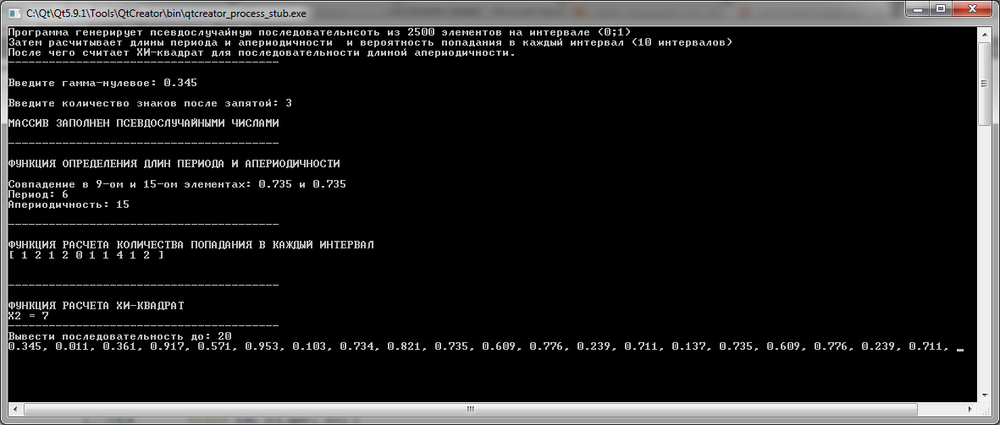 C:\Qt\Qt5.9.1\Tools\QtCreator\bin\qtcreator_process_stub.exe
Программа генерирует псевдослучайную последовательнсоть из 2500 элементов на интервале (0;1)
Затем расчитывает длины периода и апериодичности  и вероятность попадания в каждый интервал (10 интервалов)
После чего считает ХИ-квадрат для последовательности длиной апериодичности.
----------------------------------------
Введите гамма-нулевое: 0.345
Введите количество знаков после запятой: 3
МАССИВ ЗАПОЛНЕН ПСЕВДОСЛУЧАЙНЫМИ ЧИСЛАМИ
----------------------------------------
ФУНКЦИЯ ОПРЕДЕЛЕНИЯ ДЛИН ПЕРИОДА И АПЕРИОДИЧНОСТИ
Совпадение в 9-ом и 15-ом элементах: 0.735 и 0.735
Период: 6
Апериодичность: 15
----------------------------------------
ФУНКЦИЯ РАСЧЕТА КОЛИЧЕСТВА ПОПАДАНИЯ В КАЖДЫЙ ИНТЕРВАЛ
[ 1 2 1 2 0 1 1 4 1 2 ]
----------------------------------------
ФУНКЦИЯ РАСЧЕТА ХИ-КВАДРАТ
X2 = 7
----------------------------------------
Вывести последовательность до: 20
0.345, 0.011, 0.361, 0.917, 0.571, 0.953, 0.103, 0.734, 0.821, 0.735, 0.609, 0.776, 0.239, 0.711, 0.137, 0.735, 0.609, 0.776, 0.239, 0.711, _